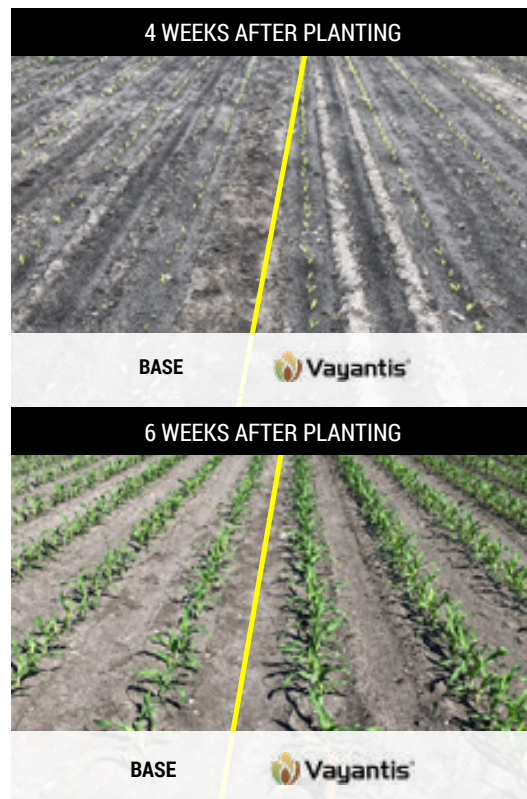 4 WEEKS AFTER PLANTING
BASE
Vayantis®
6 WEEKS AFTER PLANTING
BASE
Vayantis®